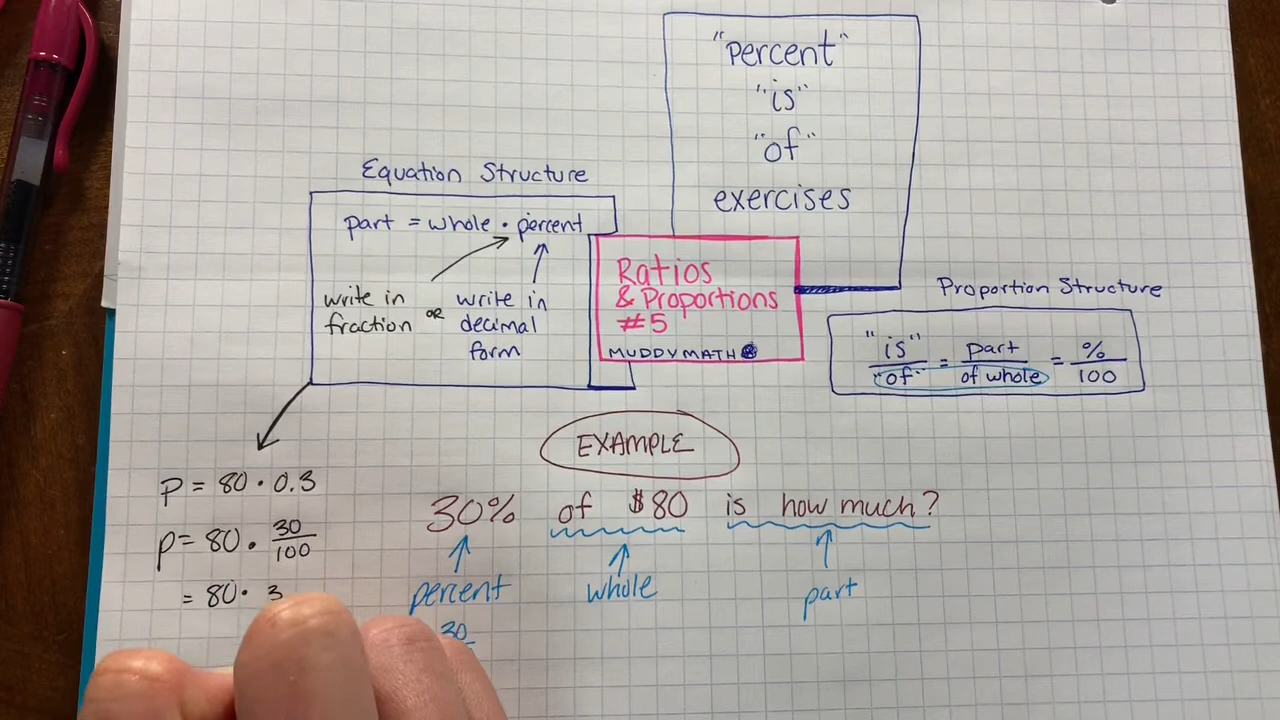 "percent"
"is"
"of"
exercises
Equation Structure
part = whole · percent
write in
fraction
OR
write in
decimal
form
Ratios
& Proportions
#5
MUDDYMATH
Proportion Structure
"is" / "of" = part / of whole = % / 100
EXAMPLE
30% of $80 is how much?
percent
whole
part
30
P = 80 · 0.3
P = 80 · 30/100
= 80 · 3